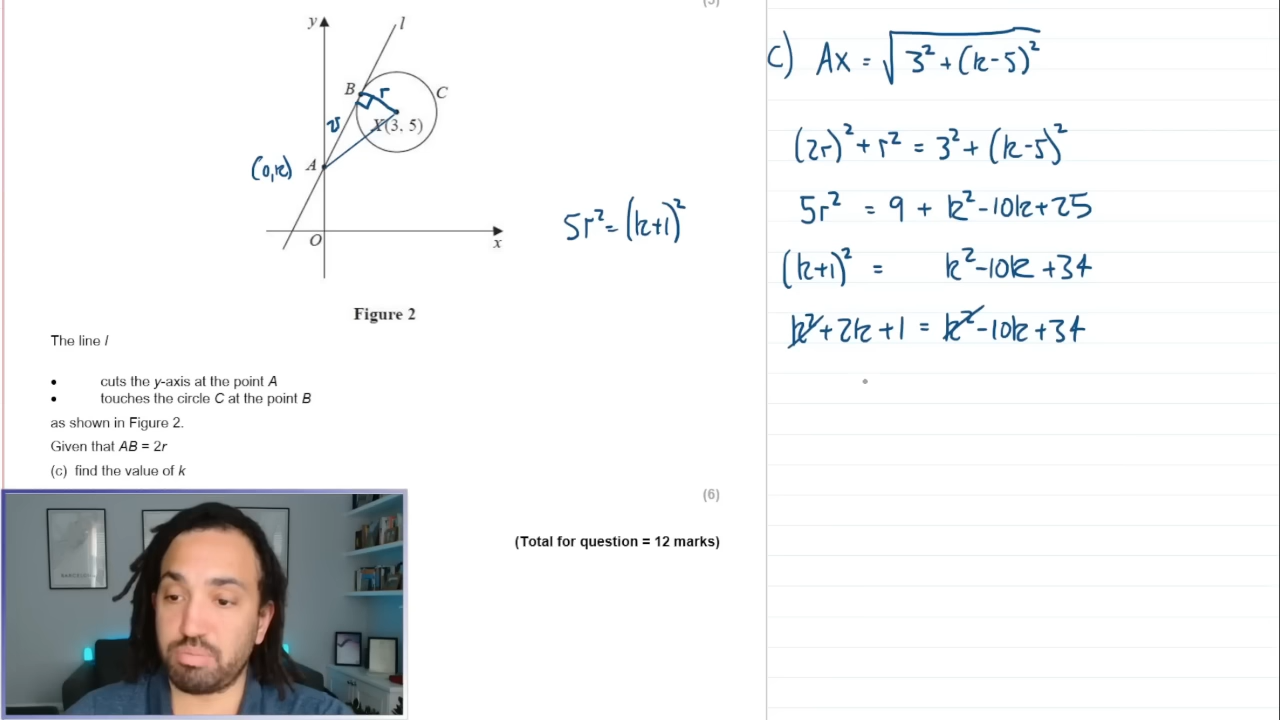 y
l
B
r
C
2r
X(3, 5)
(0,k)
A
O
x
5r² = (k+1)²
Figure 2
The line l
• cuts the y-axis at the point A
• touches the circle C at the point B
as shown in Figure 2.
Given that AB = 2r
(c) find the value of k
(6)
(Total for question = 12 marks)
c) Ax = √3² + (k-5)²
(2r)² + r² = 3² + (k-5)²
5r² = 9 + k² - 10k + 25
(k+1)² = k² - 10k + 34
k² + 2k + 1 = k² - 10k + 34